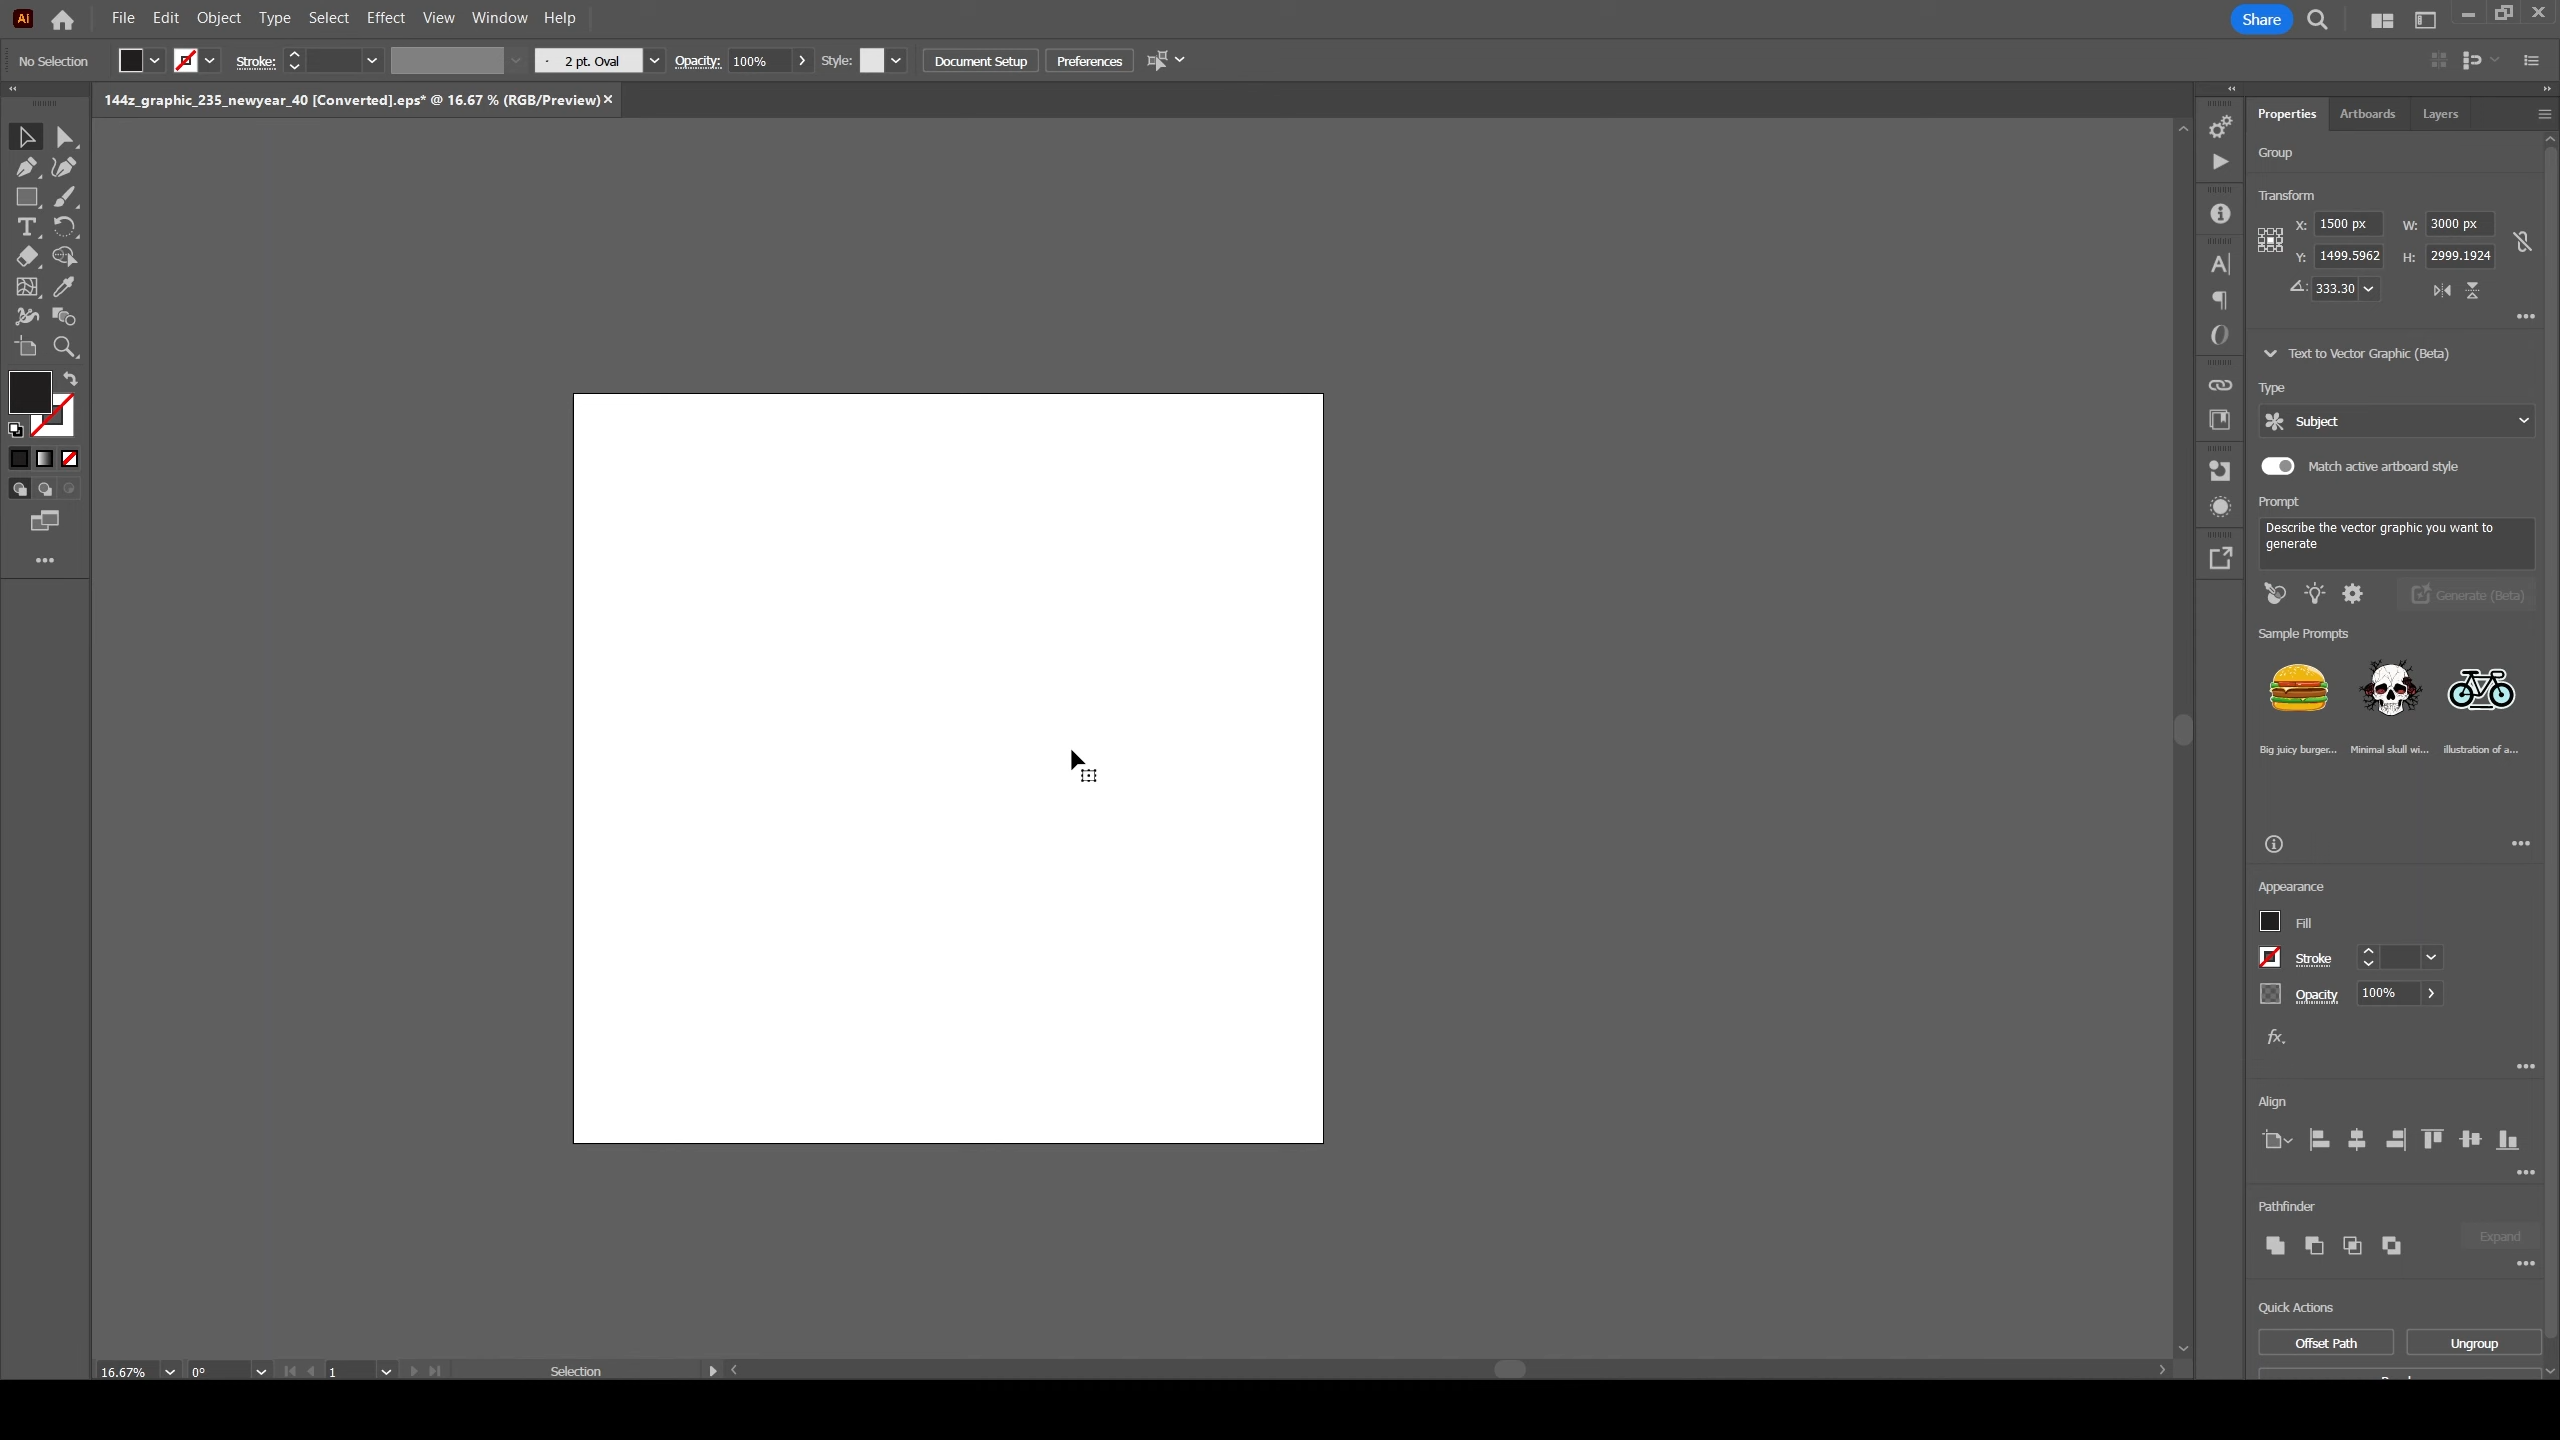 Ai File Edit Object Type Select Effect View Window Help Share
No Selection Stroke: 2 pt. Oval Opacity: 100% Style: Document Setup Preferences
144z_graphic_235_newyear_40 [Converted].eps* @ 16.67 % (RGB/Preview)
Properties Artboards Layers
Group
Transform
X: 1500 px W: 3000 px
Y: 1499.5962 H: 2999.1924
333.30
Text to Vector Graphic (Beta)
Type
Subject
Match active artboard style
Prompt
Describe the vector graphic you want to
generate
Generate (Beta)
Sample Prompts
Big juicy burger... Minimal skull wi... illustration of a...
Appearance
Fill
Stroke
Opacity 100%
fx.
Align
Pathfinder
Expand
Quick Actions
Offset Path Ungroup
16.67% 0° 1 Selection